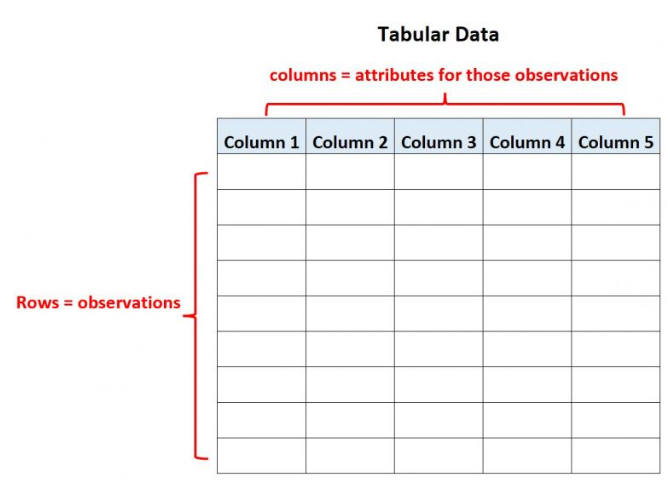 Tabular Data
columns = attributes for those observations
Column 1 Column 2 Column 3 Column 4 Column 5
Rows = observations